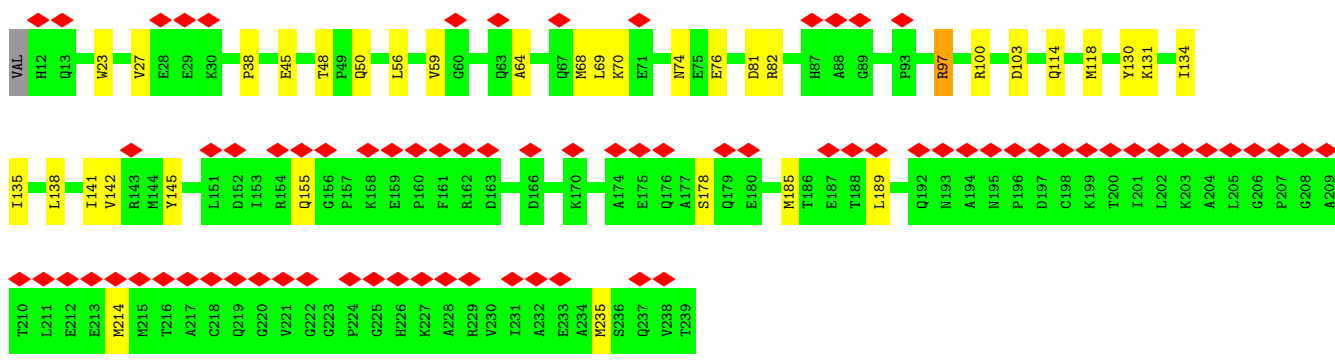 VAL H12 Q13 W23 V27 E28 E29 K30 P38 E45 T48 P49 Q50 L56 V59 G60 Q63 A64 Q67 M68 L69 K70 E71 N74 E75 E76 D81 R82 H87 A88 G89 P93 R97 R100 D103 Q114 M118 Y130 K131 I134
I135 L138 I141 V142 R143 M144 Y145 L151 D152 I153 R154 Q155 G156 P157 K158 E159 P160 F161 R162 D163 D166 K170 A174 E175 Q176 A177 S178 Q179 E180 M185 T186 E187 T188 L189 Q192 N193 A194 N195 P196 D197 C198 K199 T200 I201 L202 K203 A204 L205 G206 P207 G208 A209
T210 L211 E212 E213 M214 M215 T216 A217 C218 Q219 G220 V221 G222 G223 P224 G225 H226 K227 A228 R229 V230 I231 A232 E233 A234 M235 S236 Q237 V238 T239